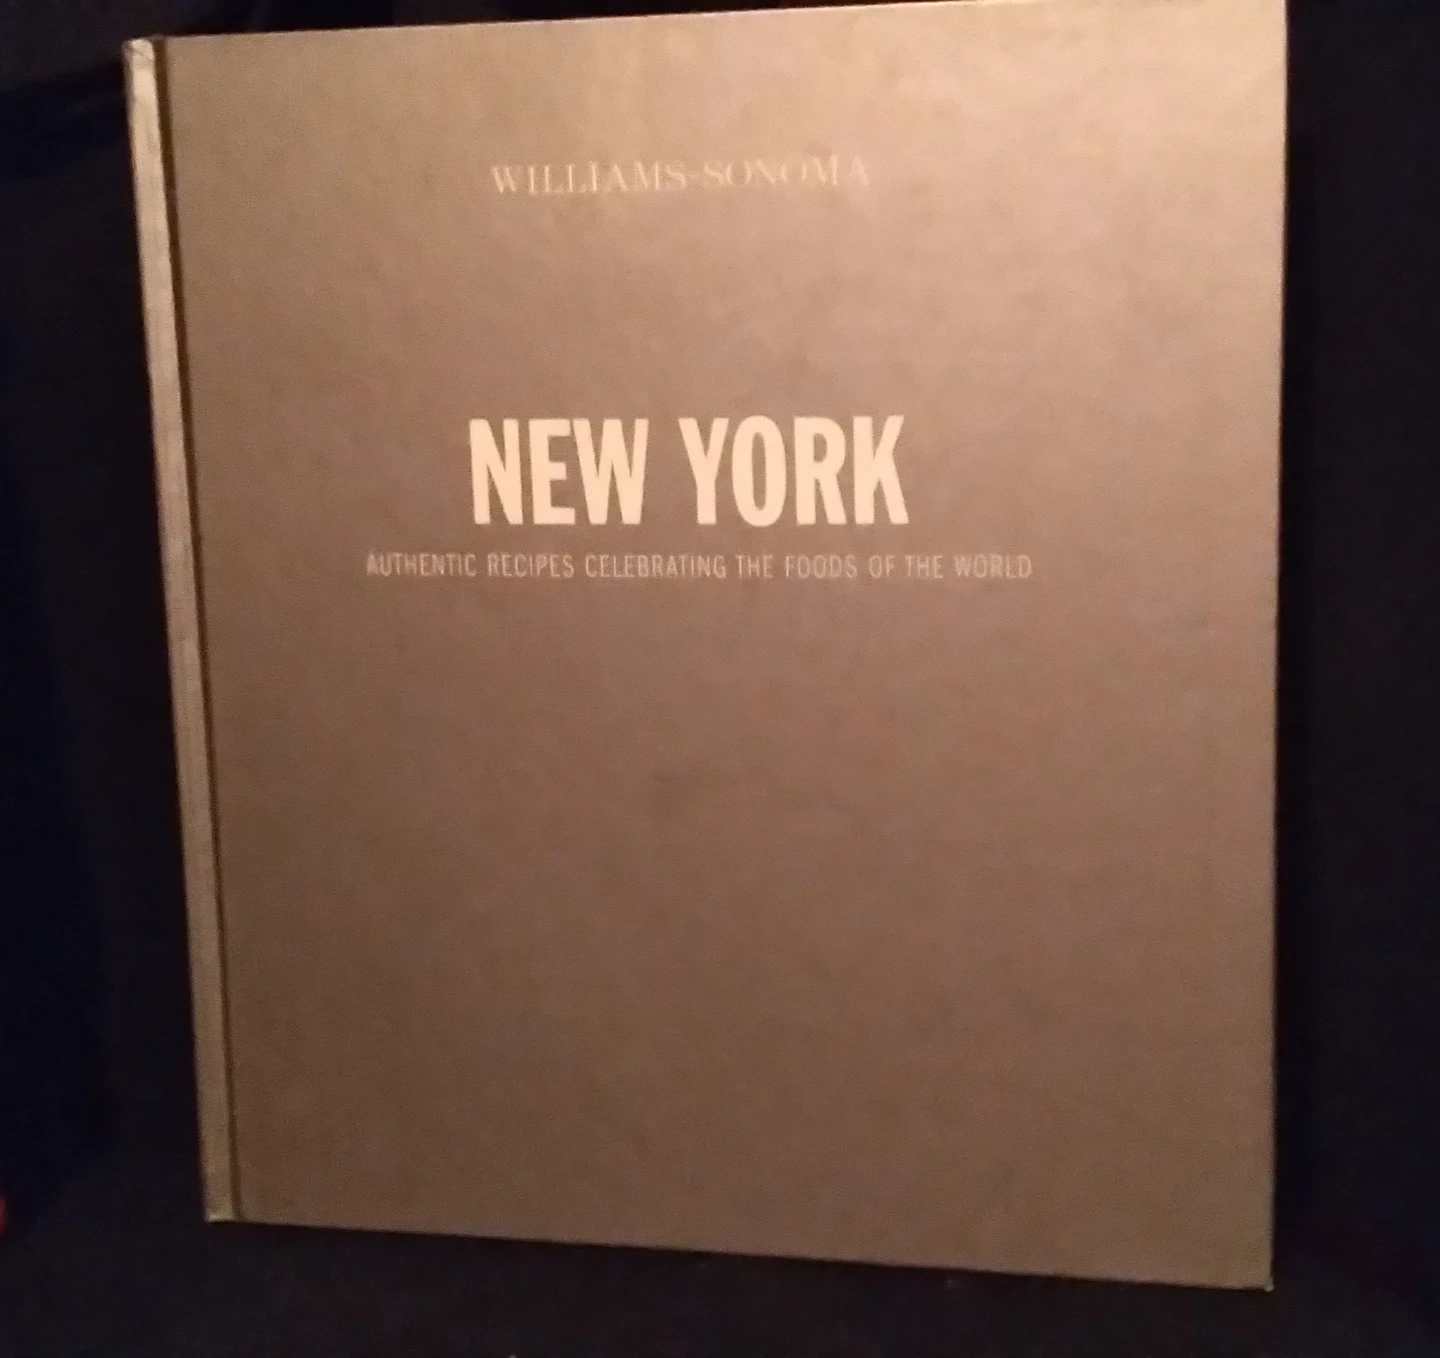 WILLIAMS-SONOMA
NEW YORK
AUTHENTIC RECIPES CELEBRATING THE FOODS OF THE WORLD